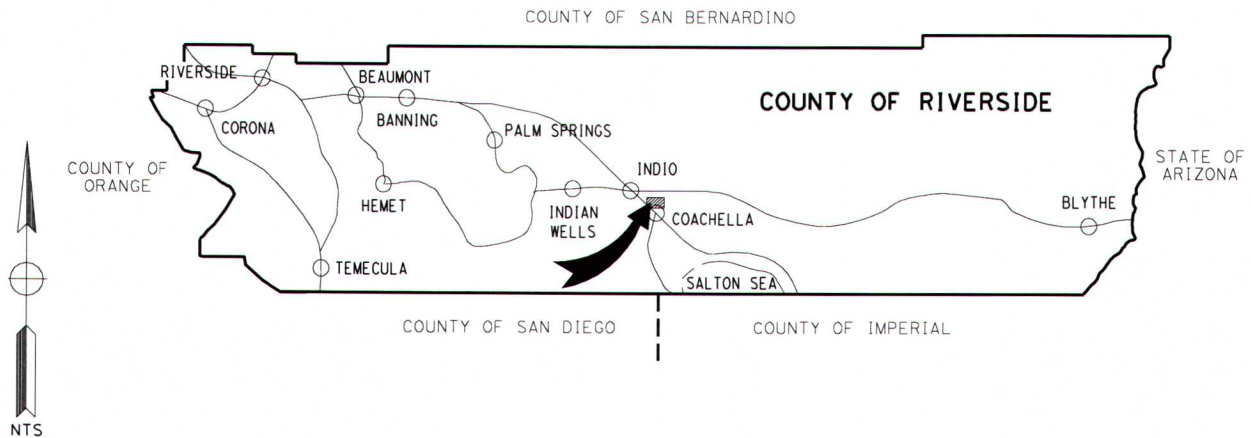 COUNTY OF SAN BERNARDINO
RIVERSIDE
BEAUMONT
COUNTY OF RIVERSIDE
CORONA
BANNING
PALM SPRINGS
COUNTY OF
ORANGE
STATE OF
ARIZONA
INDIO
HEMET
INDIAN
WELLS
COACHELLA
BLYTHE
TEMECULA
SALTON SEA
COUNTY OF SAN DIEGO
COUNTY OF IMPERIAL
NTS